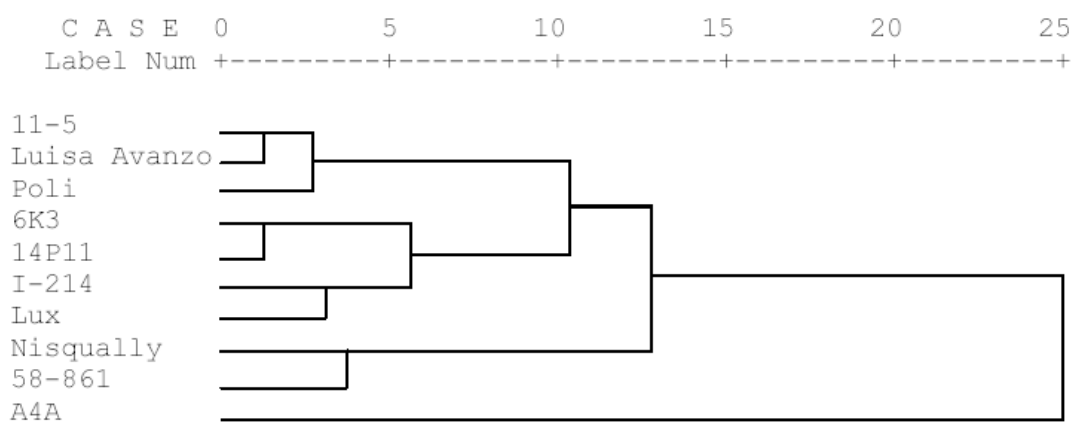 C A S E 0 5 10 15 20 25
Label Num +---------+---------+---------+---------+---------+
11-5
Luisa Avanzo
Poli
6K3
14P11
I-214
Lux
Nisqually
58-861
A4A